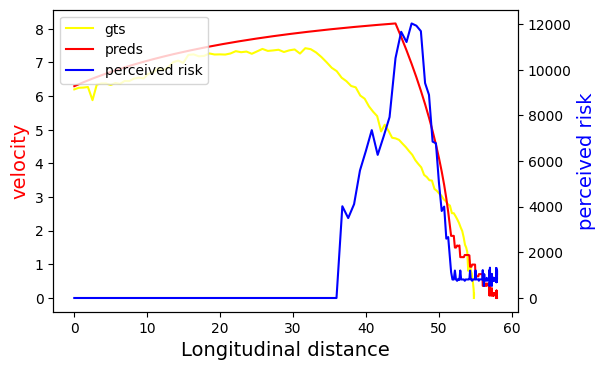 gts
preds
perceived risk
8
7
6
5
4
3
2
1
0
velocity
12000
10000
8000
6000
4000
2000
0
perceived risk
0 10 20 30 40 50 60
Longitudinal distance